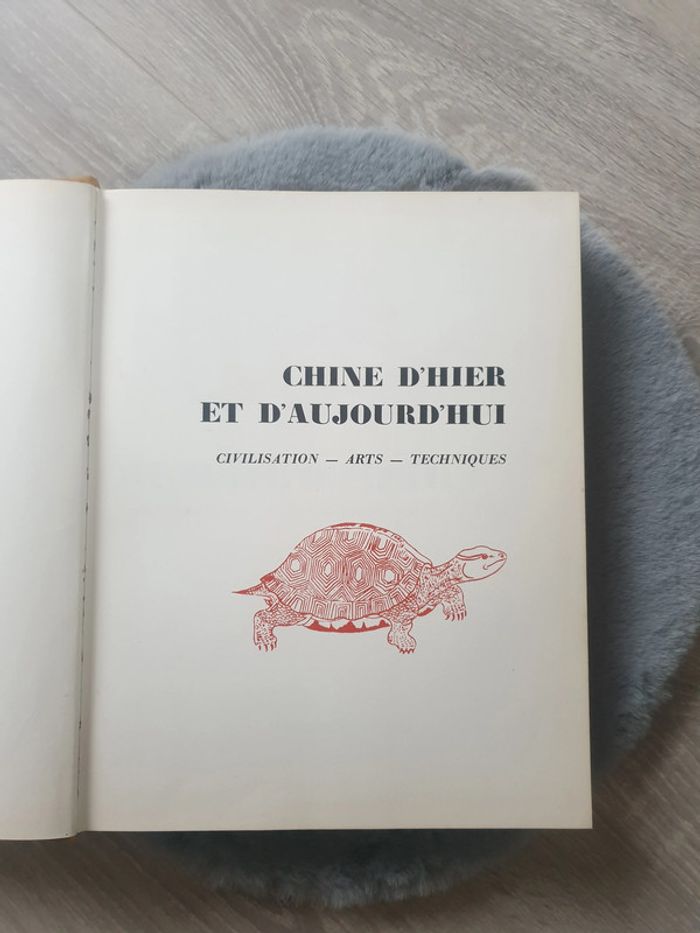 CHINE D'HIER
ET D'AUJOURD'HUI
CIVILISATION — ARTS — TECHNIQUES